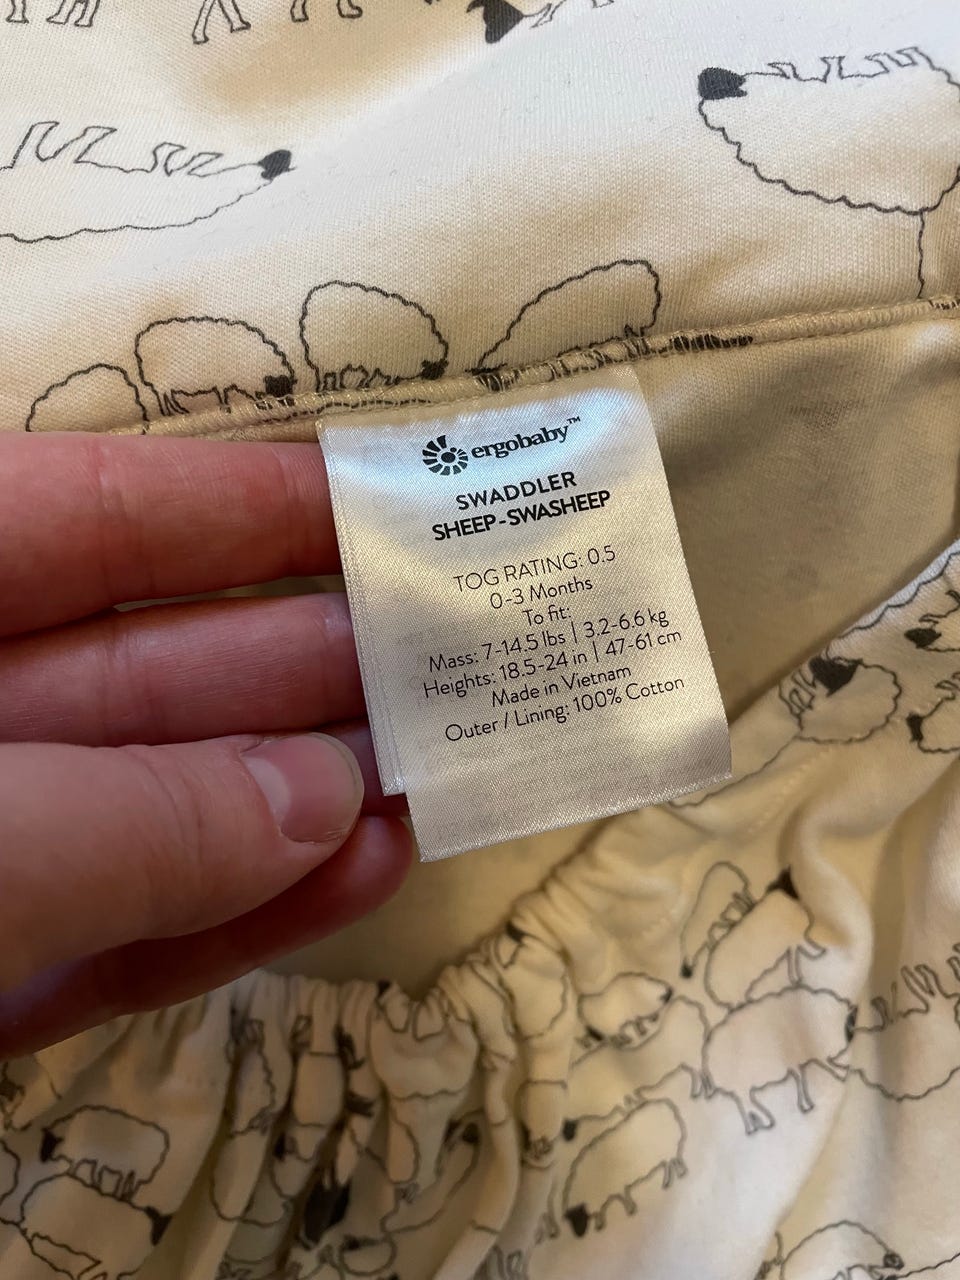 ergobaby™
SWADDLER
SHEEP-SWASHEEP
TOG RATING: 0.5
0-3 Months
To fit:
Mass: 7-14.5 lbs | 3.2-6.6 kg
Heights: 18.5-24 in | 47-61 cm
Made in Vietnam
Outer / Lining: 100% Cotton